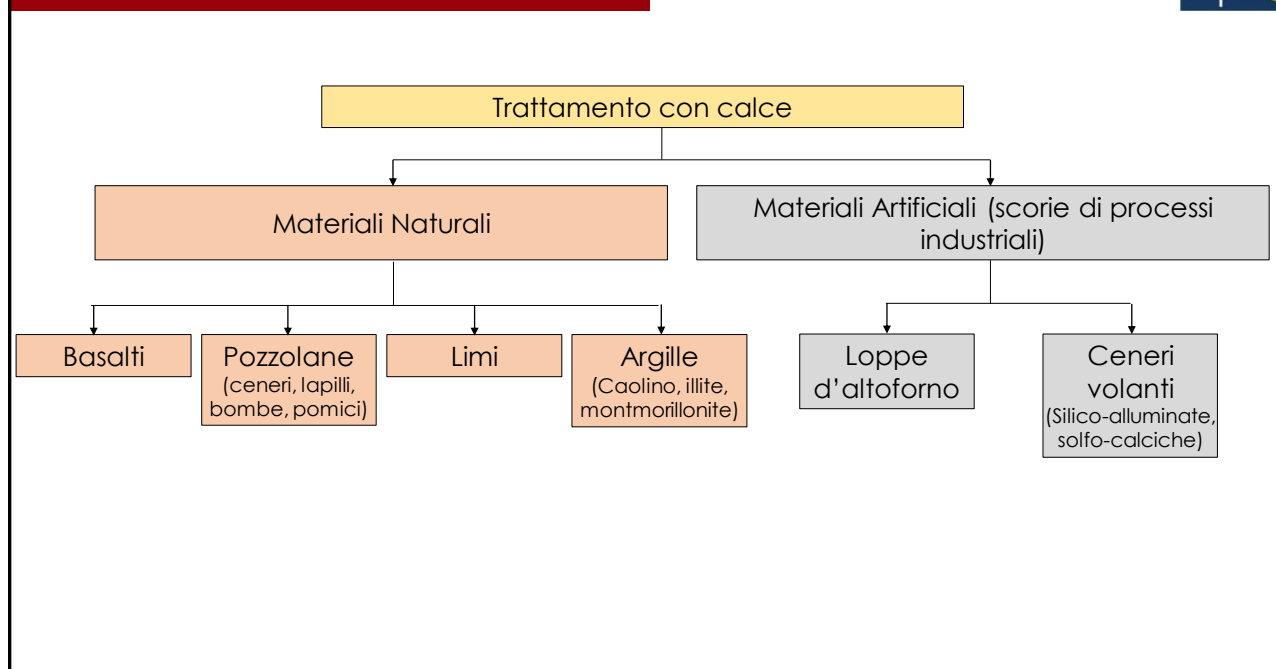 Trattamento con calce
Materiali Naturali
Materiali Artificiali (scorie di processi
industriali)
Basalti
Pozzolane
(ceneri, lapilli,
bombe, pomici)
Limi
Argille
(Caolino, illite,
montmorillonite)
Loppe
d’altoforno
Ceneri
volanti
(Silico-alluminate,
solfo-calciche)